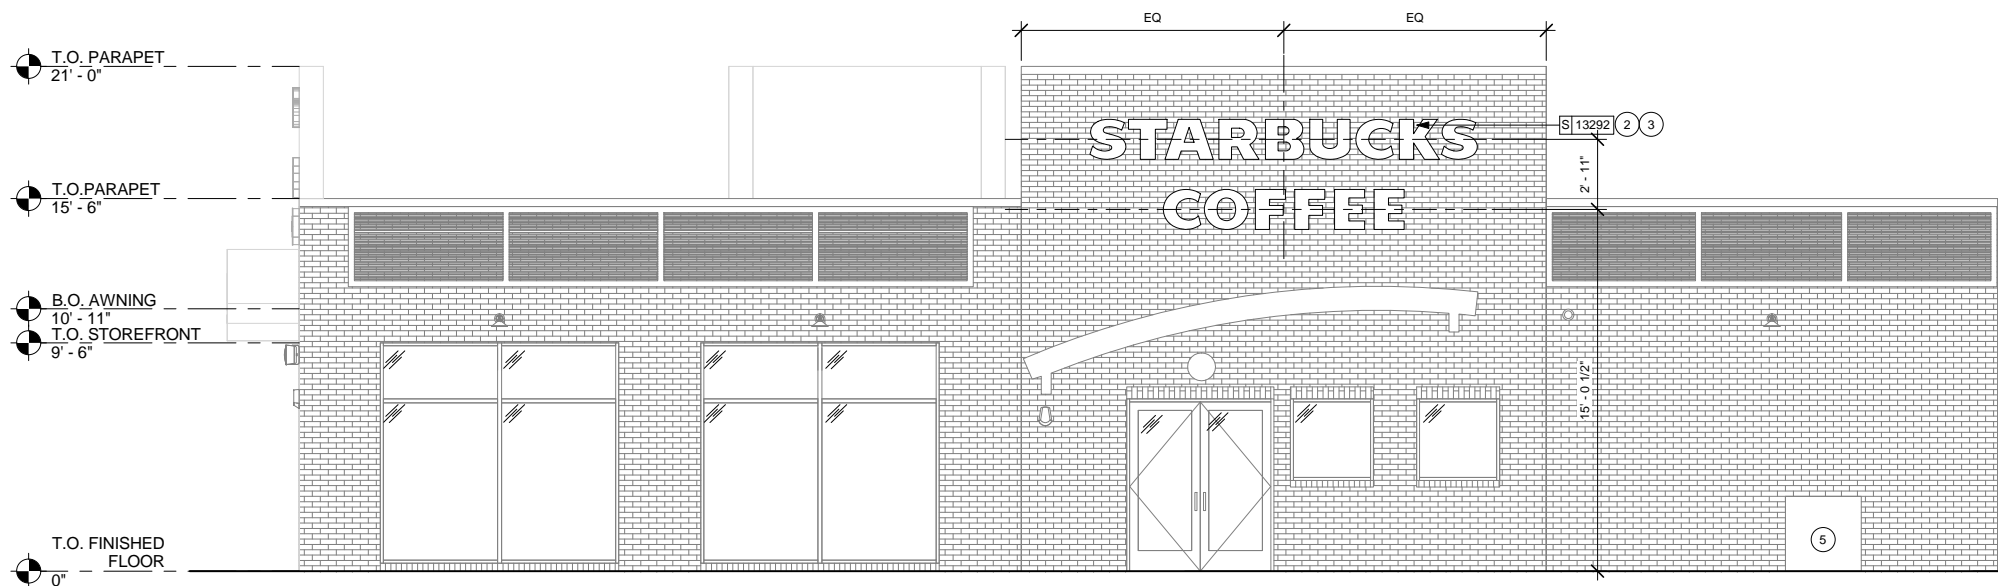 EQ EQ
T.O. PARAPET
21' - 0"
STARBUCKS
S 13292 2 3
2' - 11"
T.O.PARAPET
15' - 6"
COFFEE
B.O. AWNING
10' - 11"
T.O. STOREFRONT
9' - 6"
15' - 0 1/2"
T.O. FINISHED
FLOOR
0"
5